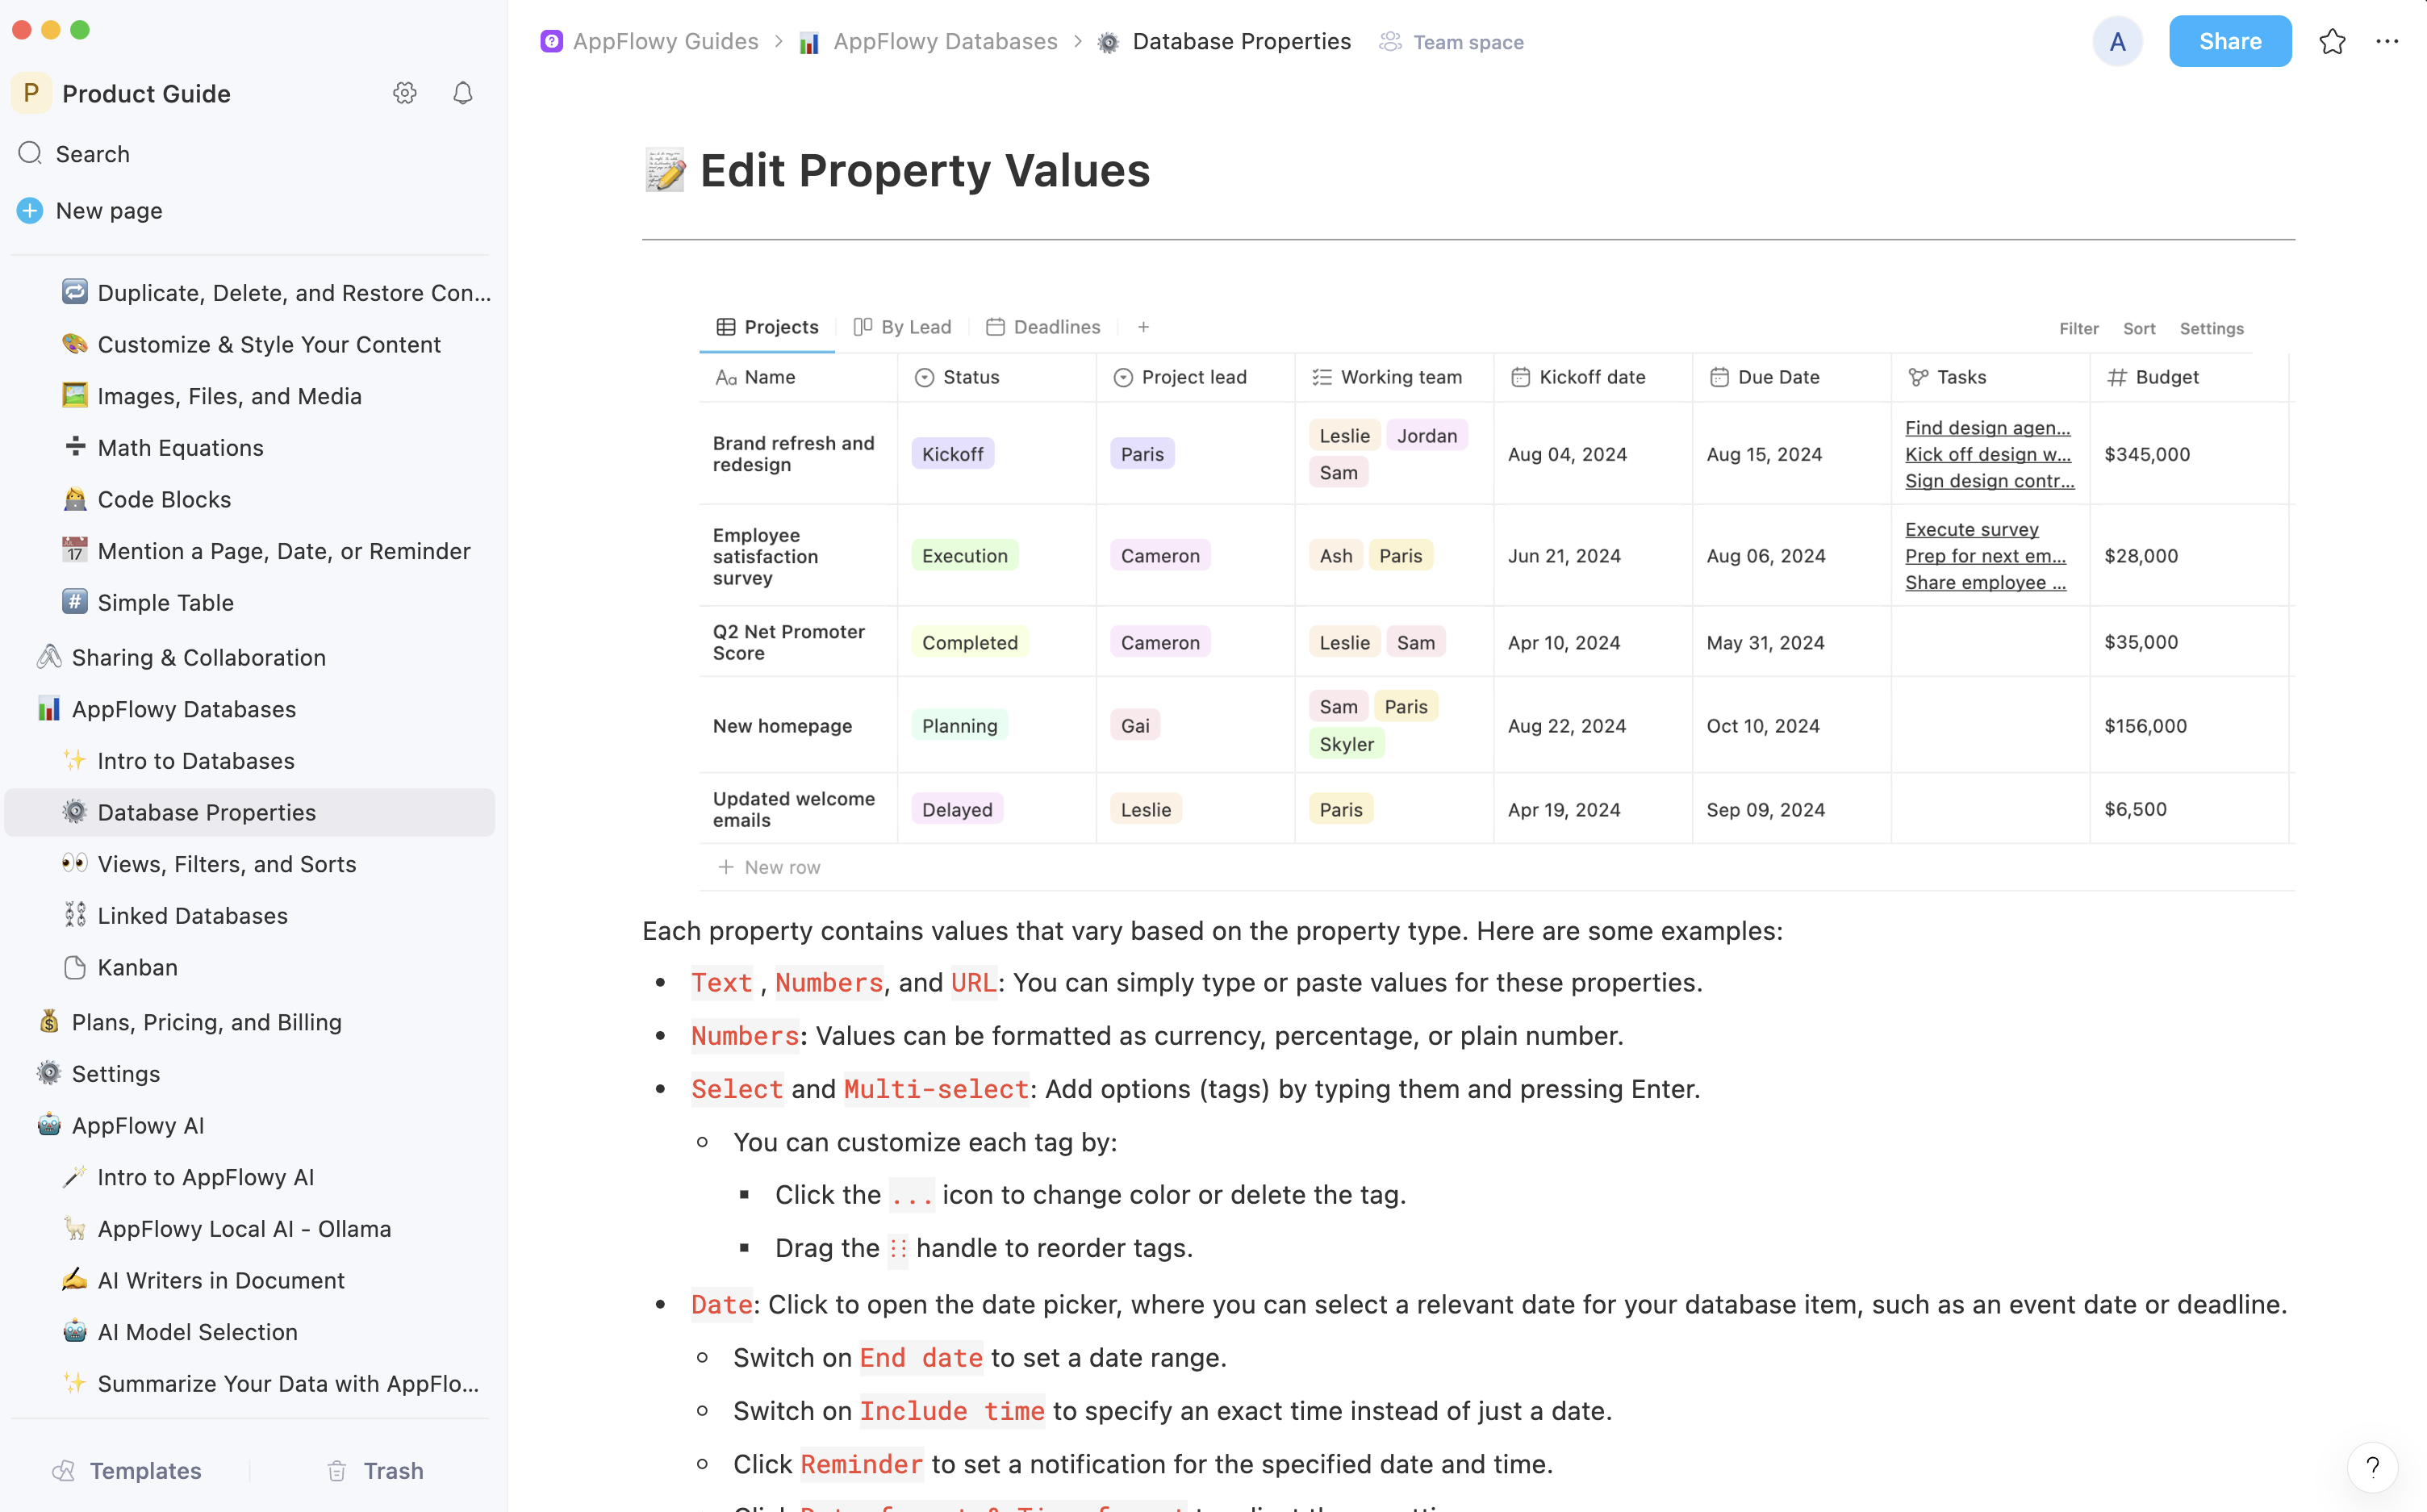 P Product Guide
Search
New page
Duplicate, Delete, and Restore Con...
Customize & Style Your Content
Images, Files, and Media
Math Equations
Code Blocks
17 Mention a Page, Date, or Reminder
# Simple Table
Sharing & Collaboration
AppFlowy Databases
Intro to Databases
Database Properties
Views, Filters, and Sorts
Linked Databases
Kanban
Plans, Pricing, and Billing
Settings
AppFlowy AI
Intro to AppFlowy AI
AppFlowy Local AI - Ollama
AI Writers in Document
AI Model Selection
Summarize Your Data with AppFlo...
Templates Trash
AppFlowy Guides > AppFlowy Databases > Database Properties Team space
A Share
Edit Property Values
Projects By Lead Deadlines +
Filter Sort Settings
Aa Name Status Project lead Working team Kickoff date Due Date Tasks # Budget
Brand refresh and
redesign
Kickoff
Paris
Leslie Jordan
Sam
Aug 04, 2024
Aug 15, 2024
Find design agen...
Kick off design w...
Sign design contr...
$345,000
Employee
satisfaction
survey
Execution
Cameron
Ash Paris
Jun 21, 2024
Aug 06, 2024
Execute survey
Prep for next em...
Share employee ...
$28,000
Q2 Net Promoter
Score
Completed
Cameron
Leslie Sam
Apr 10, 2024
May 31, 2024
$35,000
New homepage
Planning
Gai
Sam Paris
Skyler
Aug 22, 2024
Oct 10, 2024
$156,000
Updated welcome
emails
Delayed
Leslie
Paris
Apr 19, 2024
Sep 09, 2024
$6,500
+ New row
Each property contains values that vary based on the property type. Here are some examples:
• Text , Numbers, and URL: You can simply type or paste values for these properties.
• Numbers: Values can be formatted as currency, percentage, or plain number.
• Select and Multi-select: Add options (tags) by typing them and pressing Enter.
◦ You can customize each tag by:
▪ Click the ... icon to change color or delete the tag.
▪ Drag the :: handle to reorder tags.
• Date: Click to open the date picker, where you can select a relevant date for your database item, such as an event date or deadline.
◦ Switch on End date to set a date range.
◦ Switch on Include time to specify an exact time instead of just a date.
◦ Click Reminder to set a notification for the specified date and time.
?